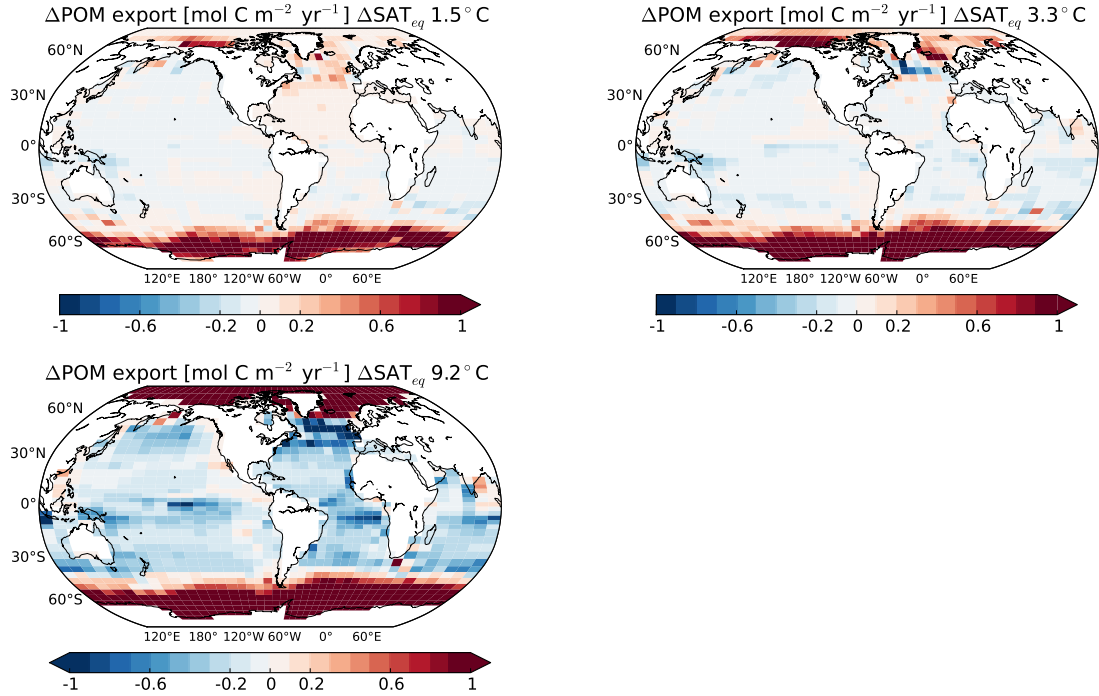 ΔPOM export [mol C m⁻² yr⁻¹] ΔSAT_eq 1.5°C
60°N
30°N
0°
30°S
60°S
120°E 180° 120°W 60°W 0° 60°E
-1 -0.6 -0.2 0 0.2 0.6 1
ΔPOM export [mol C m⁻² yr⁻¹] ΔSAT_eq 3.3°C
60°N
30°N
0°
30°S
60°S
120°E 180° 120°W 60°W 0° 60°E
-1 -0.6 -0.2 0 0.2 0.6 1
ΔPOM export [mol C m⁻² yr⁻¹] ΔSAT_eq 9.2°C
60°N
30°N
0°
30°S
60°S
120°E 180° 120°W 60°W 0° 60°E
-1 -0.6 -0.2 0 0.2 0.6 1